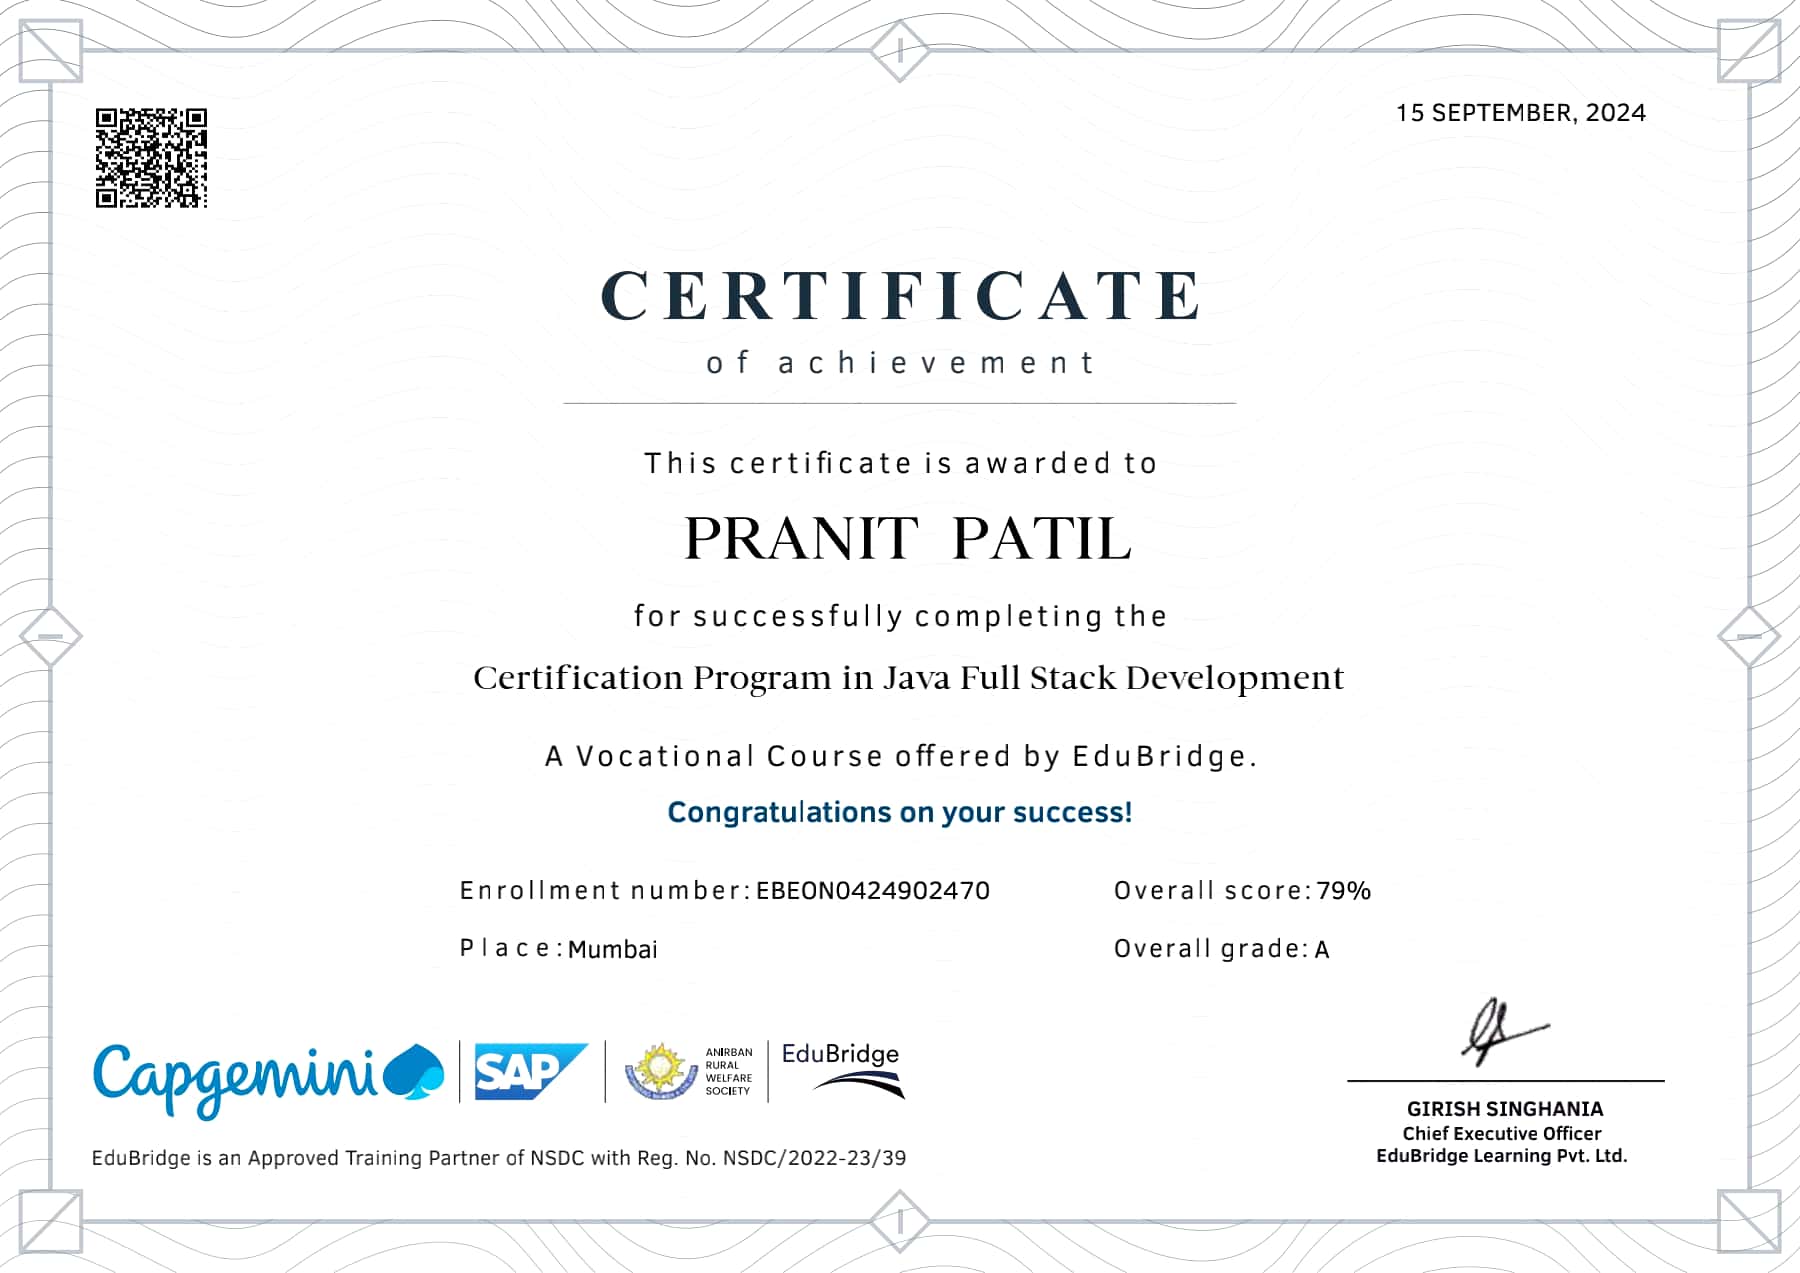 15 SEPTEMBER, 2024
CERTIFICATE
of achievement
This certificate is awarded to
PRANIT PATIL
for successfully completing the
Certification Program in Java Full Stack Development
A Vocational Course offered by EduBridge.
Congratulations on your success!
Enrollment number: EBEON0424902470
Overall score: 79%
Place: Mumbai
Overall grade: A
Capgemini
SAP
ANIRBAN
RURAL
WELFARE
SOCIETY
EduBridge
GIRISH SINGHANIA
Chief Executive Officer
EduBridge Learning Pvt. Ltd.
EduBridge is an Approved Training Partner of NSDC with Reg. No. NSDC/2022-23/39